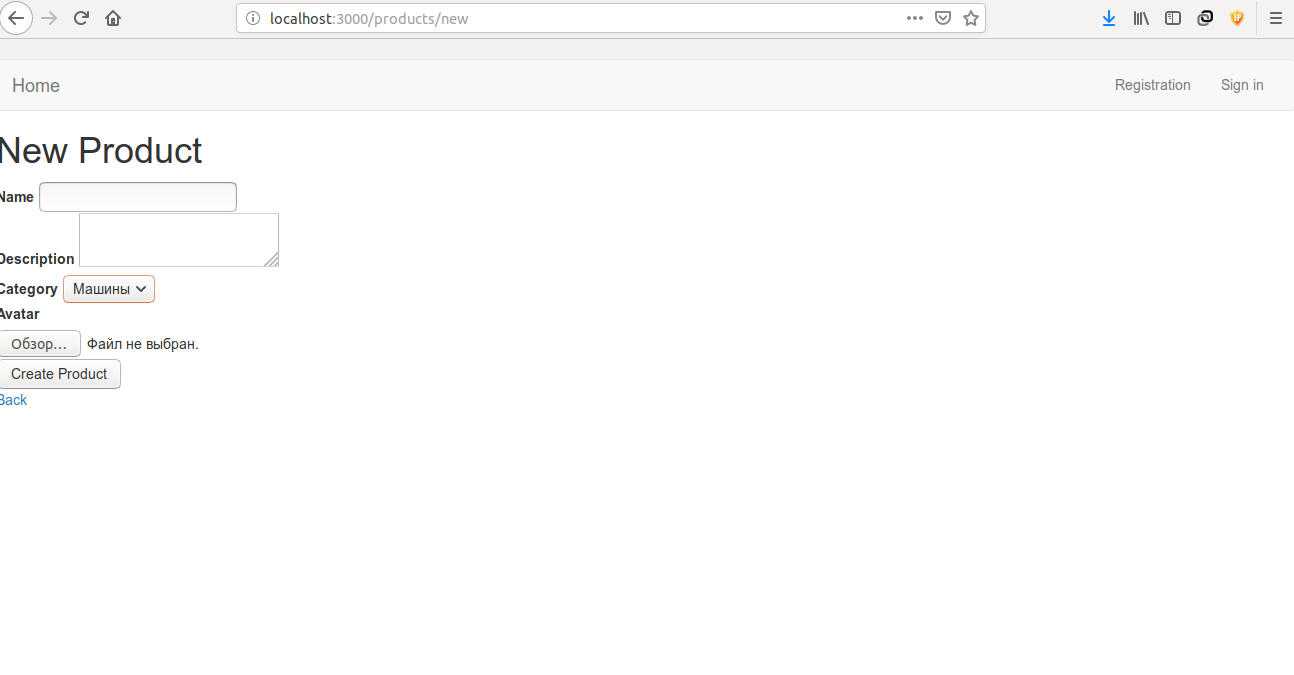 localhost:3000/products/new
Home Registration Sign in
New Product
Name
Description
Category Машины
Avatar
Обзор... Файл не выбран.
Create Product
Back